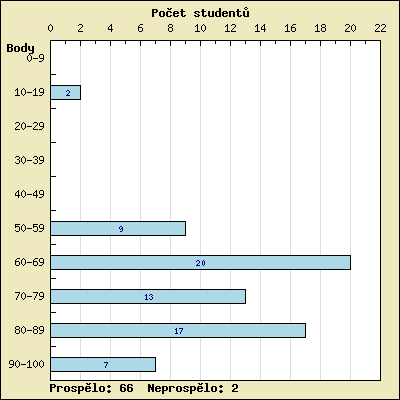 Počet studentů
0 2 4 6 8 10 12 14 16 18 20 22
Body
0-9
10-19 2
20-29
30-39
40-49
50-59 9
60-69 20
70-79 13
80-89 17
90-100 7
Prospělo: 66 Neprospělo: 2